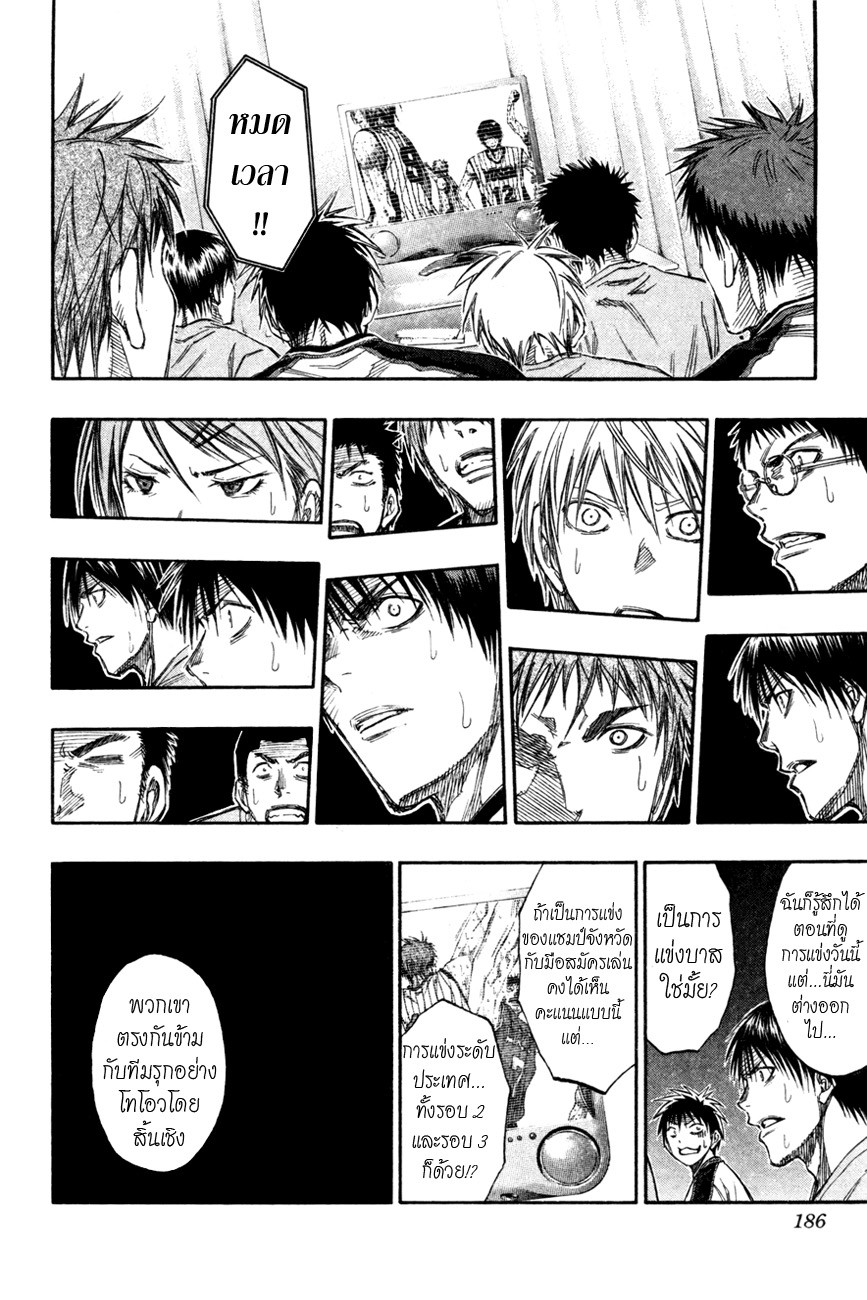 หมด
เวลา
!!
ฉันก็รู้สึกได้
ตอนที่ดู
การแข่งวันนี้
แต่...นี่มัน
ต่างออก
ไป...
เป็นการ
แข่งบาส
ใช่มั้ย?
ถ้าเป็นการแข่ง
ของแชมป์จังหวัด
กับมือสมัครเล่น
คงได้เห็น
คะแนนแบบนี้
แต่...
การแข่งระดับ
ประเทศ...
ทั้งรอบ 2
และรอบ 3
ก็ด้วย!?
พวกเขา
ตรงกันข้าม
กับทีมรุกอย่าง
โทโอวโดย
สิ้นเชิง
186